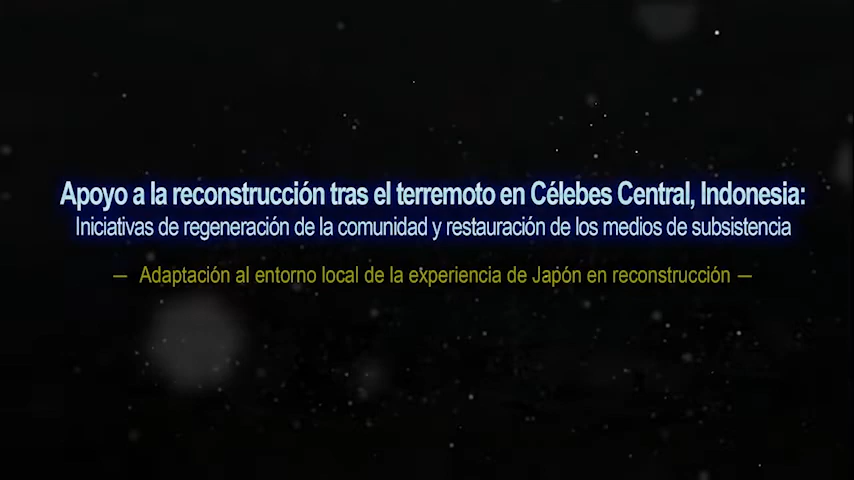 Apoyo a la reconstrucción tras el terremoto en Célebes Central, Indonesia:
Iniciativas de regeneración de la comunidad y restauración de los medios de subsistencia
— Adaptación al entorno local de la experiencia de Japón en reconstrucción —